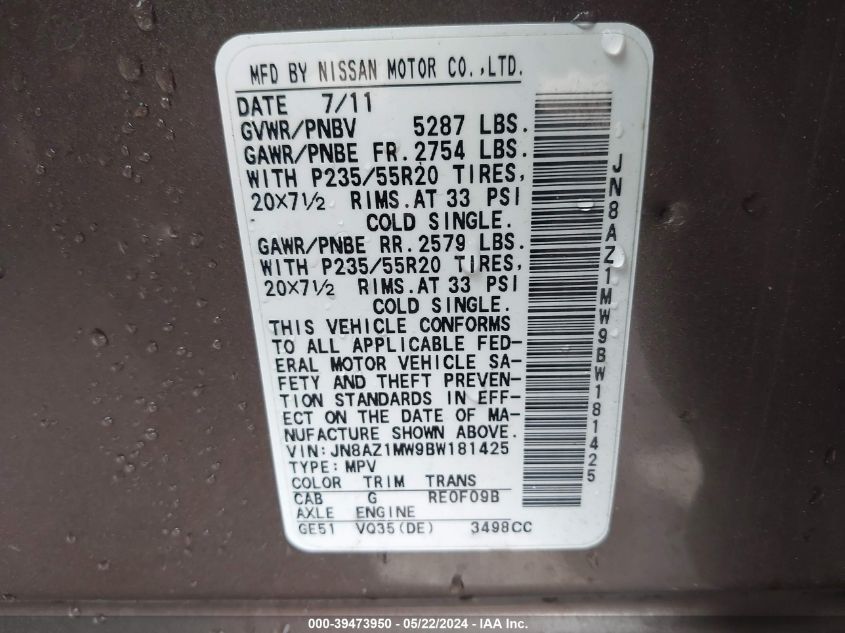 MFD BY NISSAN MOTOR CO.,LTD.
DATE 7/11
GVWR/PNBV 5287 LBS.
GAWR/PNBE FR. 2754 LBS.
WITH P235/55R20 TIRES,
20×7½ RIMS.AT 33 PSI
COLD SINGLE.
GAWR/PNBE RR. 2579 LBS.
WITH P235/55R20 TIRES,
20×7½ RIMS.AT 33 PSI
COLD SINGLE.
THIS VEHICLE CONFORMS
TO ALL APPLICABLE FED-
ERAL MOTOR VEHICLE SA-
FETY AND THEFT PREVEN-
TION STANDARDS IN EFF-
ECT ON THE DATE OF MA-
NUFACTURE SHOWN ABOVE.
VIN: JN8AZ1MW9BW181425
TYPE: MPV
COLOR TRIM TRANS
CAB G RE0F09B
AXLE ENGINE
GE51 VQ35(DE) 3498CC
JN8AZ1MW9BW181425
000-39473950 - 05/22/2024 - IAA Inc.